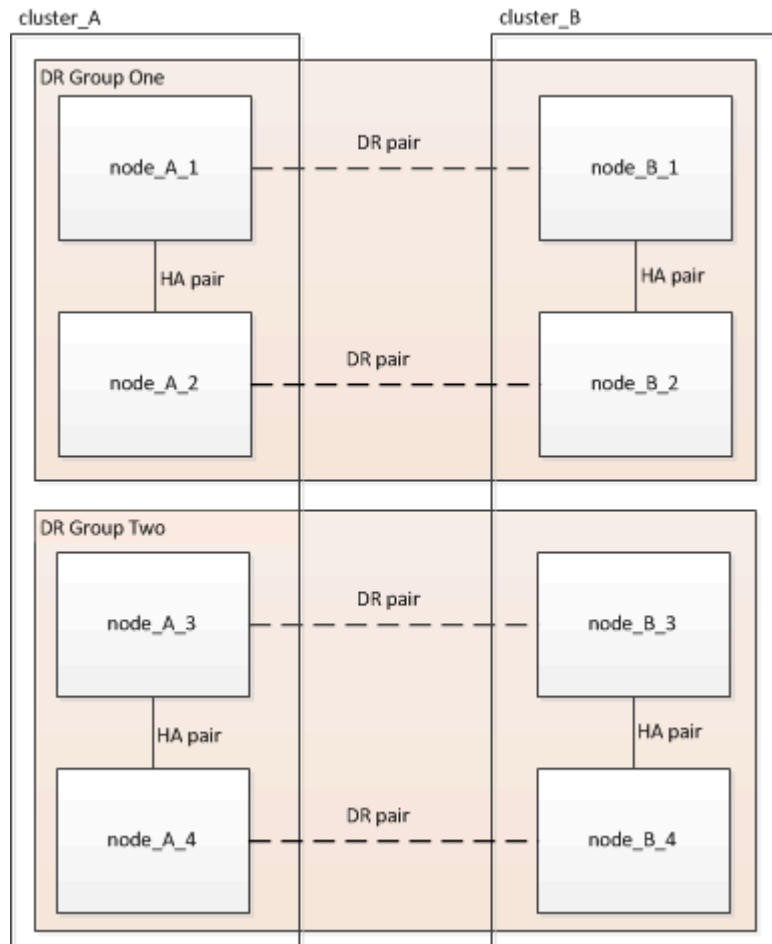 cluster_A
cluster_B
DR Group One
node_A_1
DR pair
node_B_1
HA pair
HA pair
node_A_2
DR pair
node_B_2
DR Group Two
node_A_3
DR pair
node_B_3
HA pair
HA pair
node_A_4
DR pair
node_B_4